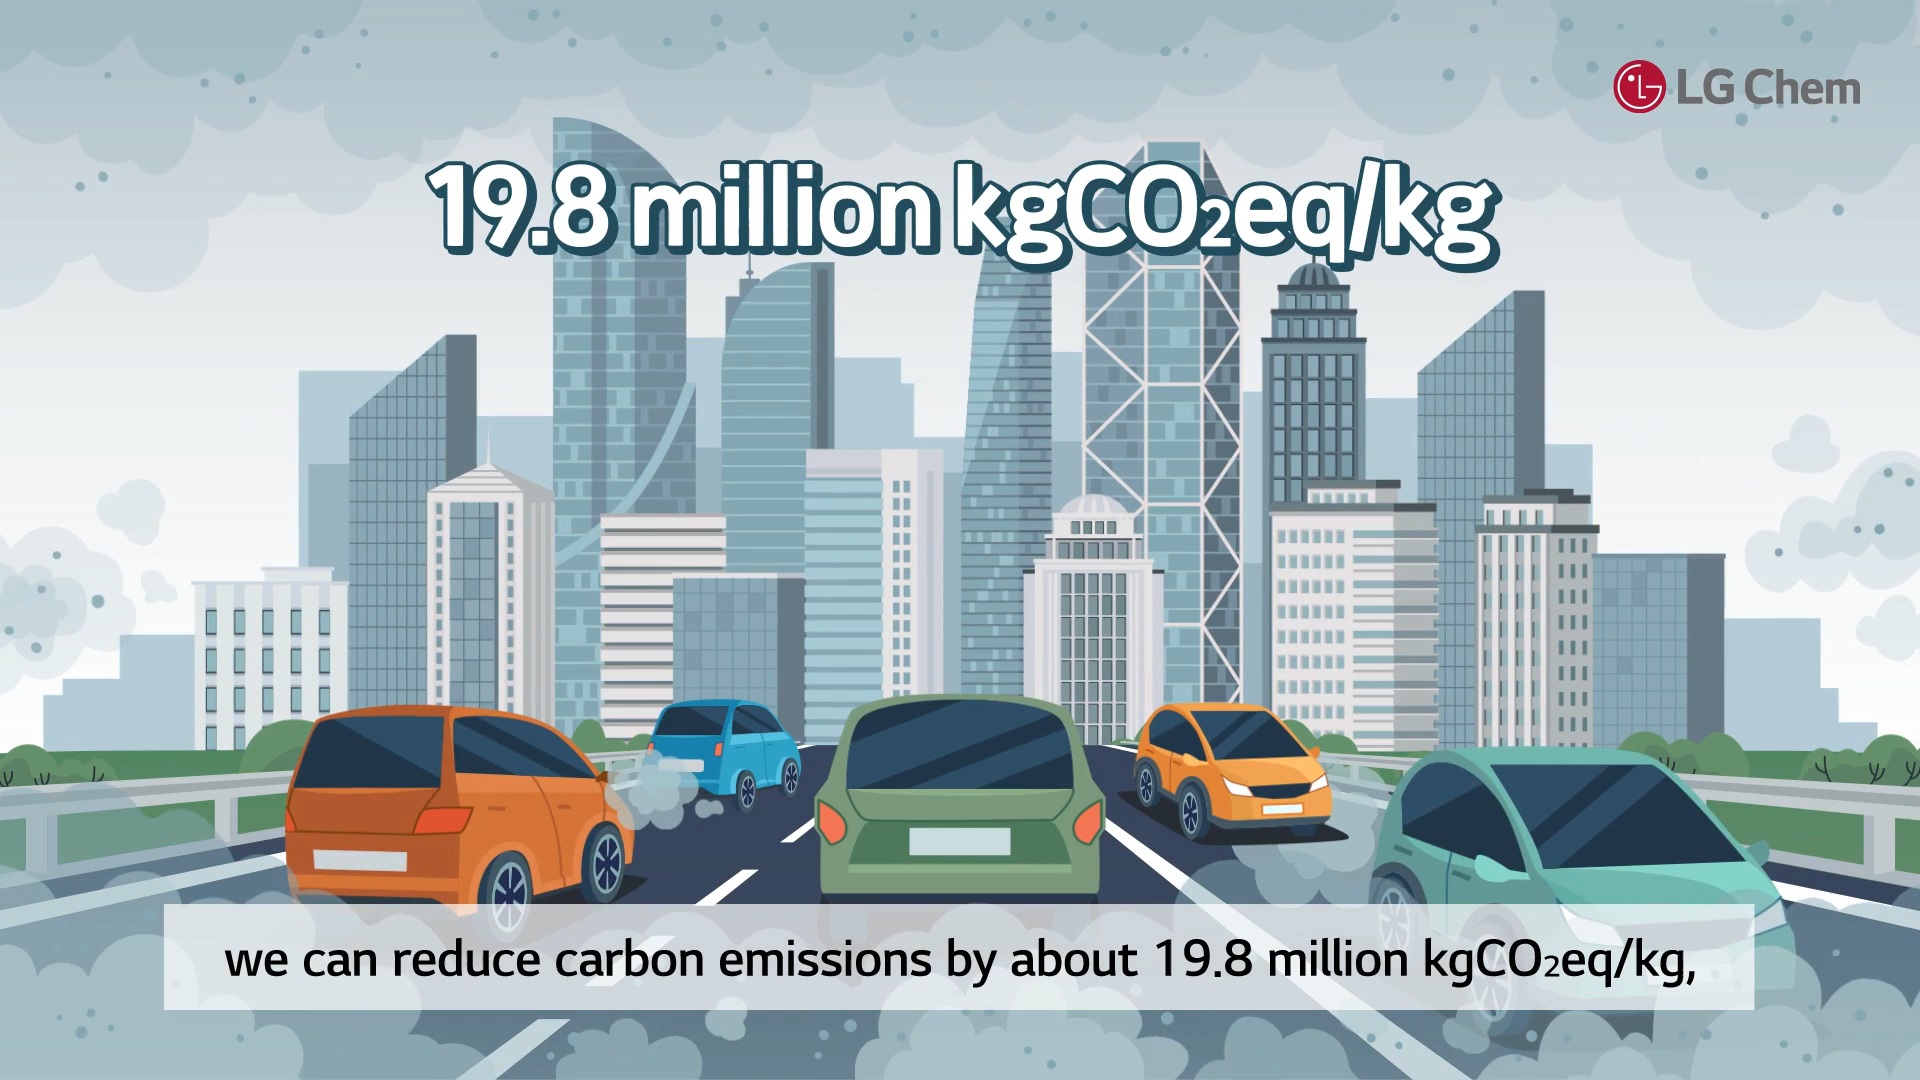 LG Chem
19.8 million kgCO₂eq/kg
we can reduce carbon emissions by about 19.8 million kgCO₂eq/kg,